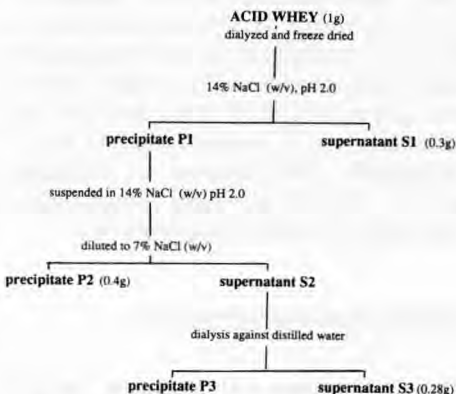 ACID WHEY (1g)
dialyzed and freeze dried
14% NaCl (w/v), pH 2.0
precipitate P1 supernatant S1 (0.3g)
suspended in 14% NaCl (w/v) pH 2.0
diluted to 7% NaCl (w/v)
precipitate P2 (0.4g) supernatant S2
dialysis against distilled water
precipitate P3 supernatant S3 (0.28g)